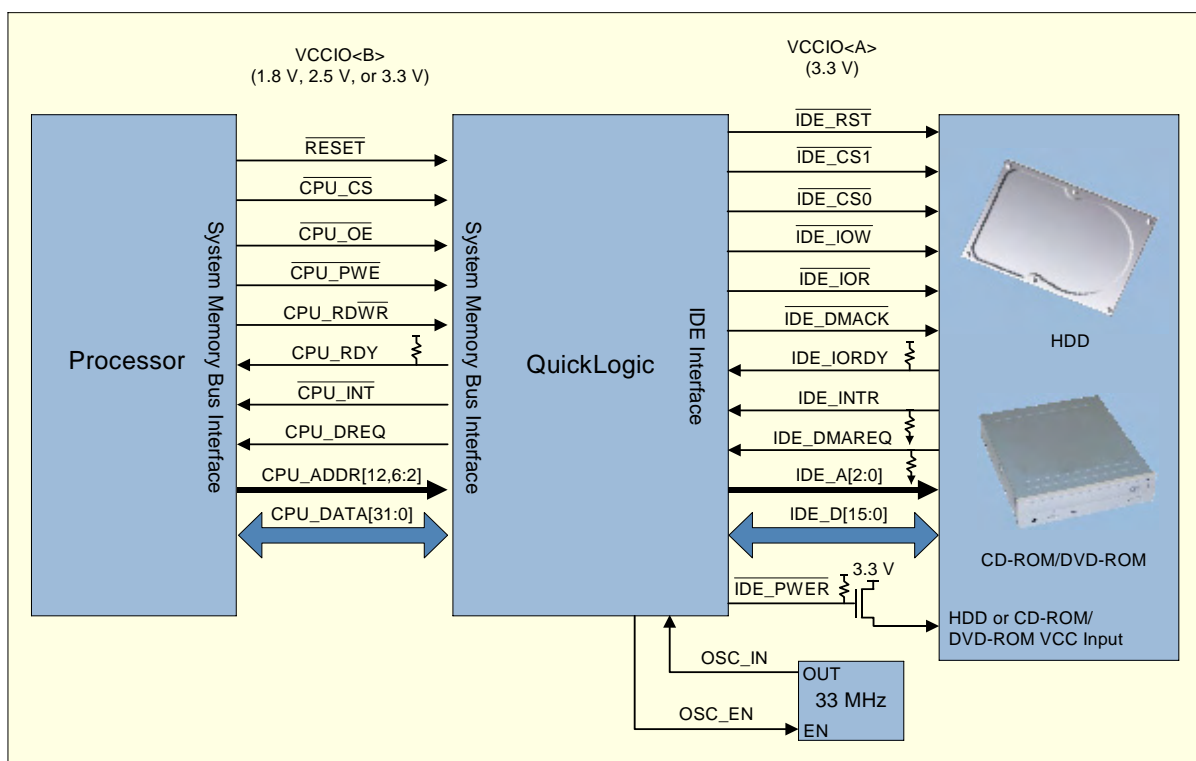 VCCIO<B>
(1.8 V, 2.5 V, or 3.3 V)
VCCIO<A>
(3.3 V)
Processor
System Memory Bus Interface
RESET
CPU_CS
CPU_OE
CPU_PWE
CPU_RDWR
CPU_RDY
CPU_INT
CPU_DREQ
CPU_ADDR[12,6:2]
CPU_DATA[31:0]
System Memory Bus Interface
QuickLogic
IDE Interface
IDE_RST
IDE_CS1
IDE_CS0
IDE_IOW
IDE_IOR
IDE_DMACK
IDE_IORDY
IDE_INTR
IDE_DMAREQ
IDE_A[2:0]
IDE_D[15:0]
IDE_PWER
3.3 V
HDD
CD-ROM/DVD-ROM
HDD or CD-ROM/
DVD-ROM VCC Input
OSC_IN
OSC_EN
OUT
33 MHz
EN